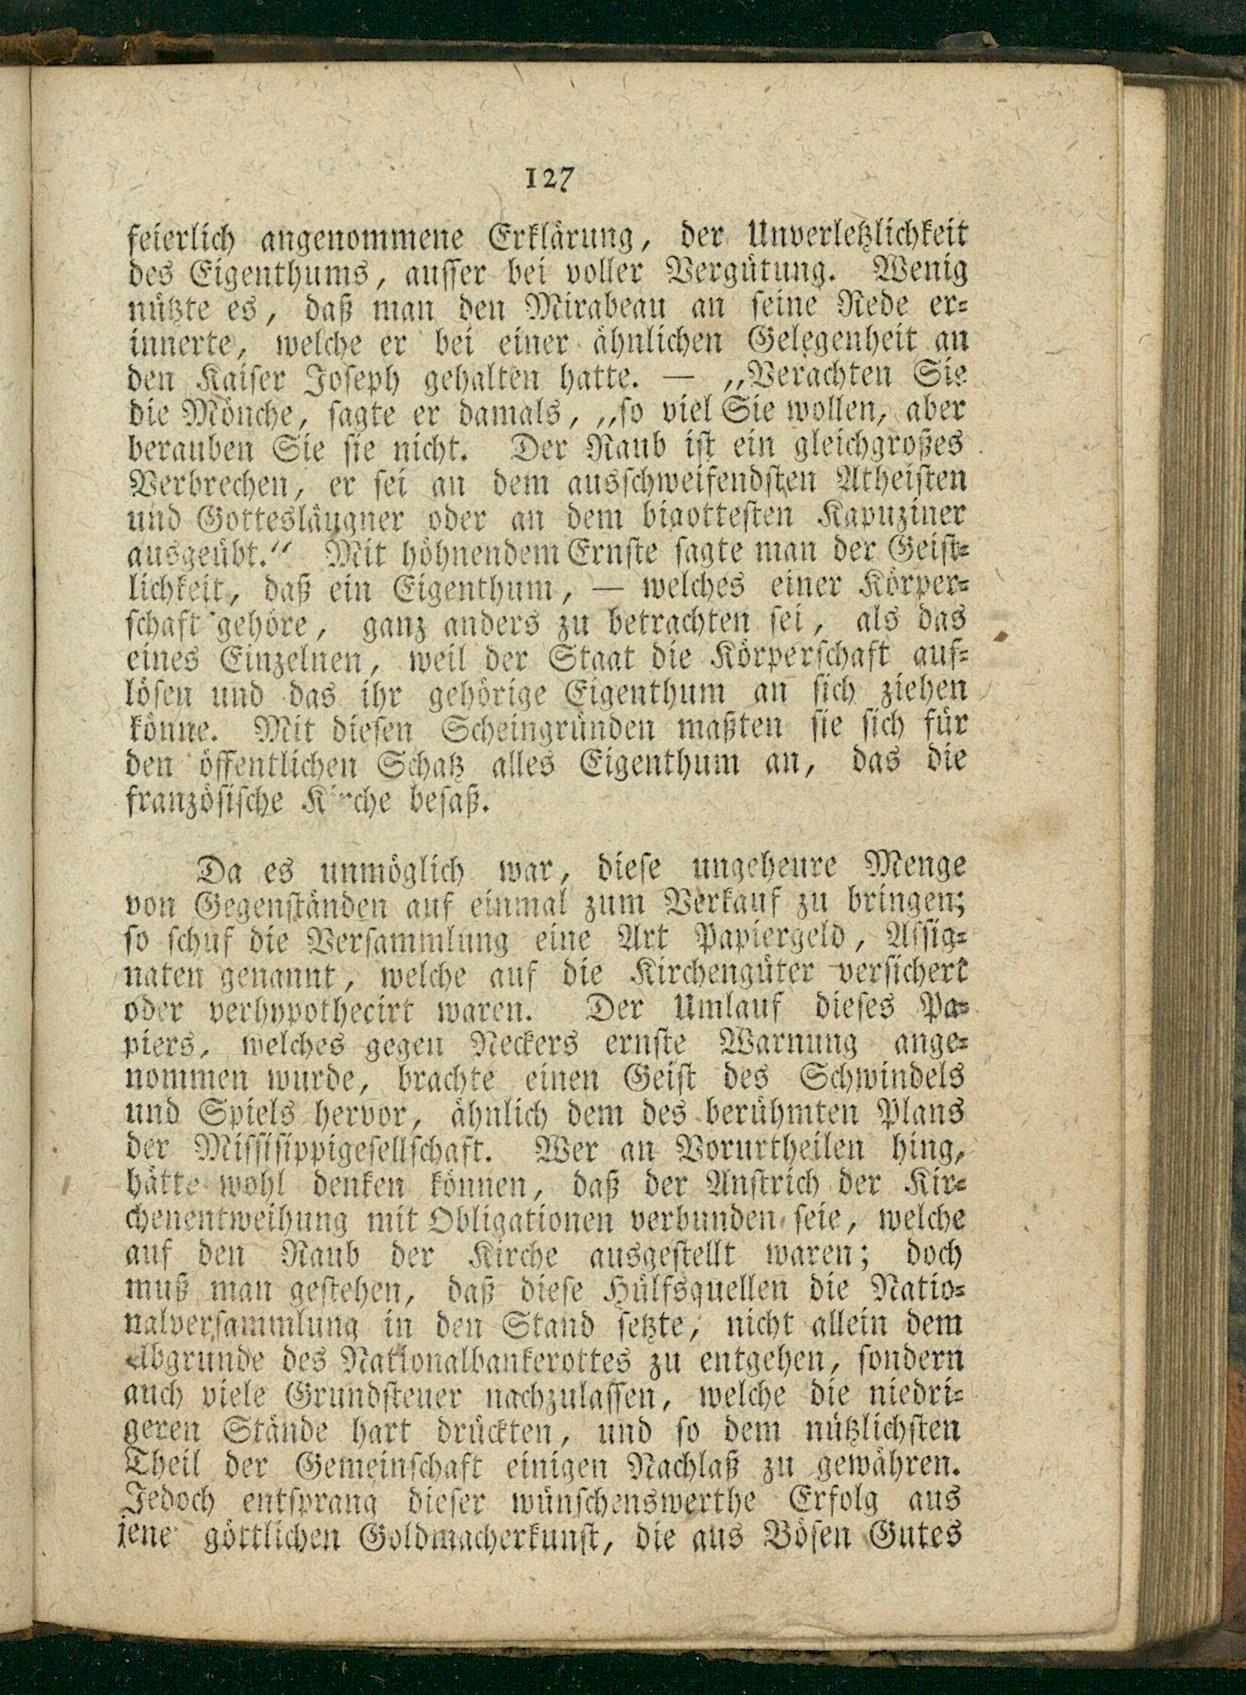 127
feierlich angenommene Erklärung, der Unverletzlichkeit
des Eigenthums, ausser bei voller Vergütung. Wenig
nützte es, daß man den Mirabeau an seine Rede er-
innerte, welche er bei einer ähnlichen Gelegenheit an
den Kaiser Joseph gehalten hatte. — „Verachten Sie
die Mönche, sagte er damals, „so viel Sie wollen, aber
berauben Sie sie nicht. Der Raub ist ein gleichgroßes
Verbrechen, er sei an dem ausschweifendsten Atheisten
und Gottesläugner oder an dem bigottesten Kapuziner
ausgeübt.“ Mit höhnendem Ernste sagte man der Geist-
lichkeit, daß ein Eigenthum, — welches einer Körper-
schaft gehöre, ganz anders zu betrachten sei, als das
eines Einzelnen, weil der Staat die Körperschaft auf-
lösen und das ihr gehörige Eigenthum an sich ziehen
könne. Mit diesen Scheingründen maßten sie sich für
den öffentlichen Schatz alles Eigenthum an, das die
französische Kirche besaß.
Da es unmöglich war, diese ungeheure Menge
von Gegenständen auf einmal zum Verkauf zu bringen;
so schuf die Versammlung eine Art Papiergeld, Assig-
naten genannt, welche auf die Kirchengüter versichert
oder verhypothecirt waren. Der Umlauf dieses Pa-
piers, welches gegen Neckers ernste Warnung ange-
nommen wurde, brachte einen Geist des Schwindels
und Spiels hervor, ähnlich dem des berühmten Plans
der Missisippigesellschaft. Wer an Vorurtheilen hing,
hätte wohl denken können, daß der Anstrich der Kir-
chenentweihung mit Obligationen verbunden seie, welche
auf den Raub der Kirche ausgestellt waren; doch
muß man gestehen, daß diese Hülfsquellen die Natio-
nalversammlung in den Stand setzte, nicht allein dem
Abgrunde des Nationalbankerottes zu entgehen, sondern
auch viele Grundsteuer nachzulassen, welche die niedri-
geren Stände hart drückten, und so dem nützlichsten
Theil der Gemeinschaft einigen Nachlaß zu gewähren.
Jedoch entsprang dieser wünschenswerthe Erfolg aus
jene göttlichen Goldmacherkunst, die aus Bösen Gutes